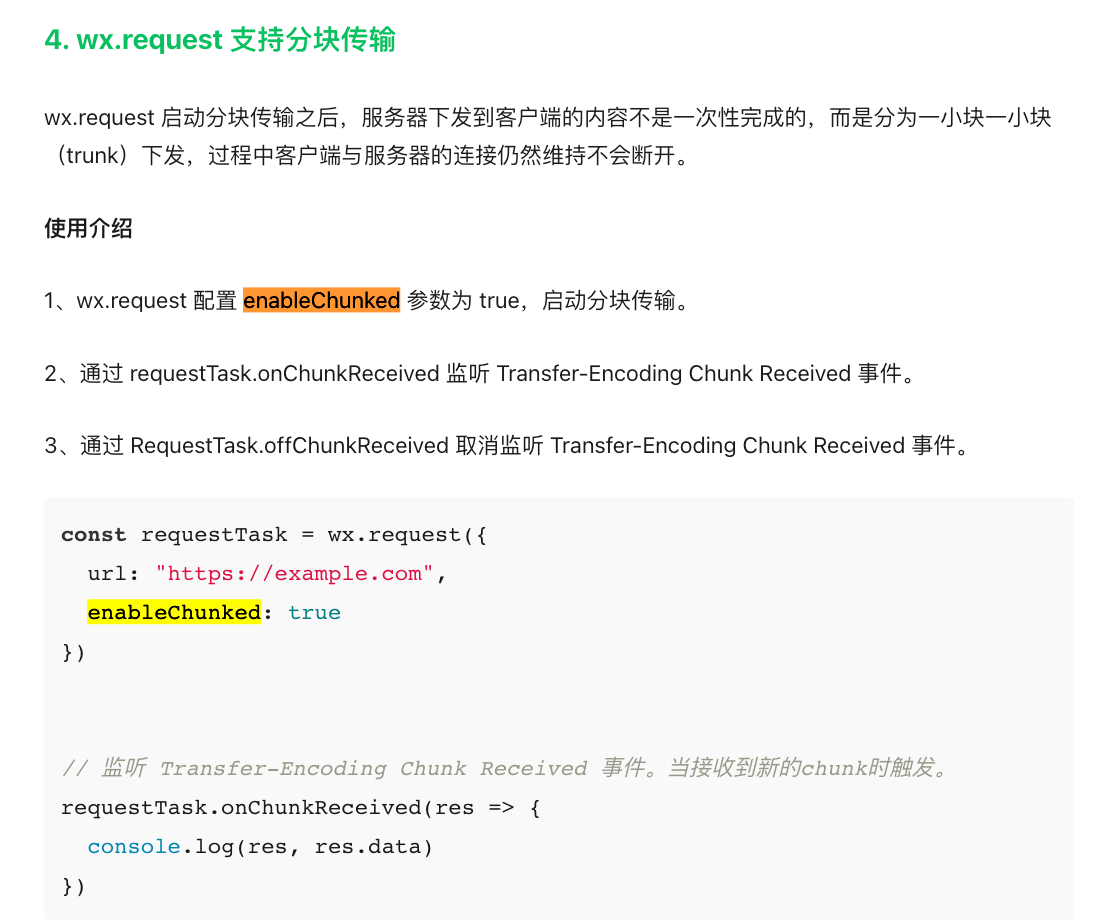 4. wx.request 支持分块传输
wx.request 启动分块传输之后，服务器下发到客户端的内容不是一次性完成的，而是分为一小块一小块
（trunk）下发，过程中客户端与服务器的连接仍然维持不会断开。
使用介绍
1、wx.request 配置 enableChunked 参数为 true，启动分块传输。
2、通过 requestTask.onChunkReceived 监听 Transfer-Encoding Chunk Received 事件。
3、通过 RequestTask.offChunkReceived 取消监听 Transfer-Encoding Chunk Received 事件。
const requestTask = wx.request({
  url: "https://example.com",
  enableChunked: true
})
// 监听 Transfer-Encoding Chunk Received 事件。当接收到新的chunk时触发。
requestTask.onChunkReceived(res => {
  console.log(res, res.data)
})